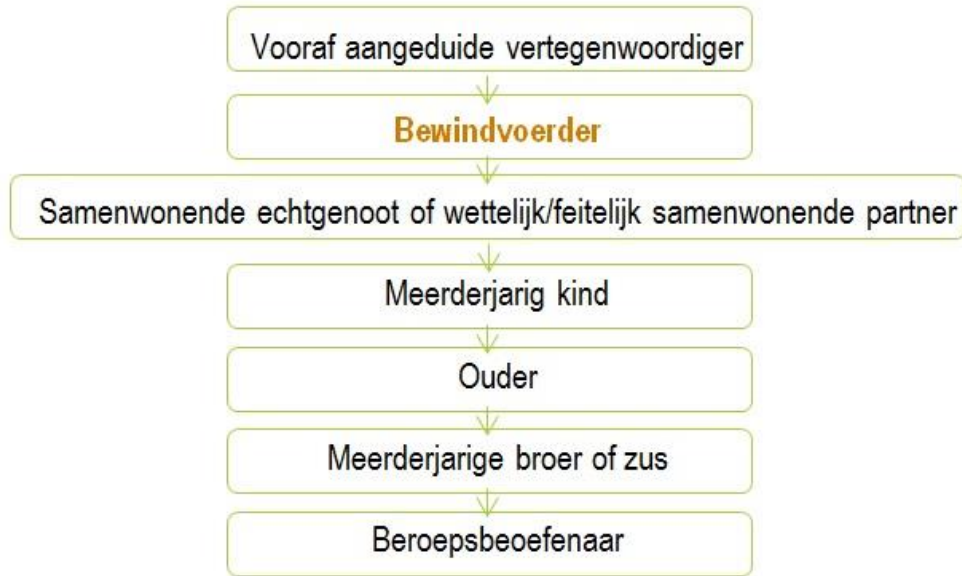 Vooraf aangeduide vertegenwoordiger
Bewindvoerder
Samenwonende echtgenoot of wettelijk/feitelijk samenwonende partner
Meerderjarig kind
Ouder
Meerderjarige broer of zus
Beroepsbeoefenaar